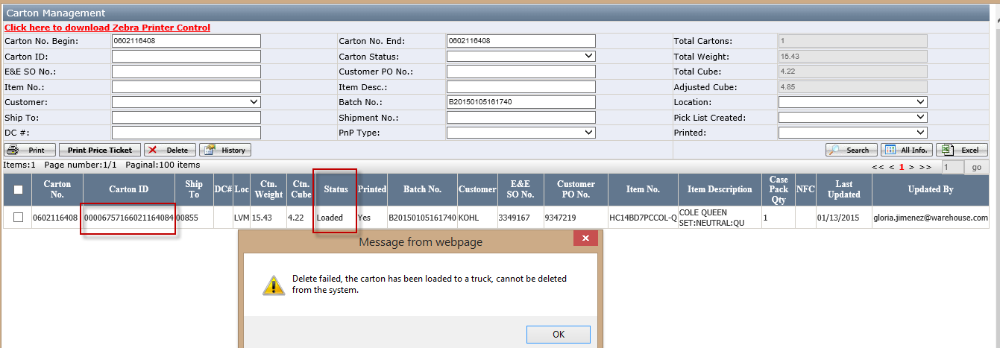 Carton Management
Click here to download Zebra Printer Control
Carton No. Begin: 0602116408 Carton No. End: 0602116408 Total Cartons: 1
Carton ID: Carton Status: Total Weight: 15.43
E&E SO No.: Customer PO No.: Total Cube: 4.22
Item No.: Item Desc.: Adjusted Cube: 4.85
Customer: Batch No.: B20150105161740 Location:
Ship To: Shipment No.: Pick List Created:
DC #: PnP Type: Printed:
Print Print Price Ticket Delete History Search All Info. Excel
Items:1 Page number:1/1 Paginal:100 items << < 1 > >> 1 go
Carton No. Carton ID Ship To DC# Loc Ctn. Weight Ctn. Cube Status Printed Batch No. Customer E&E SO No. Customer PO No. Item No. Item Description Case Pack Qty NFC Last Updated Updated By
0602116408 00006757166021164084 00855 LVM 15.43 4.22 Loaded Yes B20150105161740 KOHL 3349167 9347219 HC14BD7PCCOL-Q COLE QUEEN SET:NEUTRAL:QU 1 01/13/2015 gloria.jimenez@warehouse.com
Message from webpage
Delete failed, the carton has been loaded to a truck, cannot be deleted
from the system.
OK